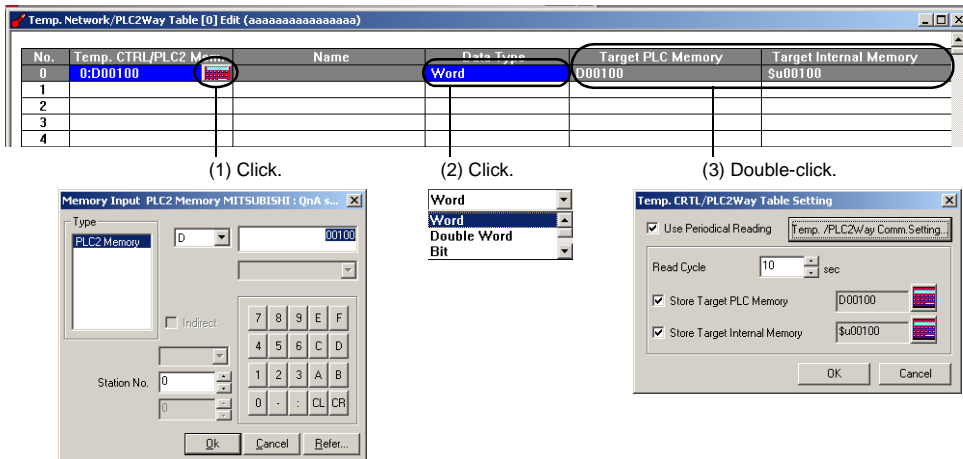 Temp. Network/PLC2Way Table [0] Edit (aaaaaaaaaaaaaaaa)
No. Temp. CTRL/PLC2 Mem. Name Data Type Target PLC Memory Target Internal Memory
0 0:D00100 Word D00100 $u00100
1
2
3
4
(1) Click. (2) Click. (3) Double-click.
Memory Input PLC2 Memory MITSUBISHI : QnA s...
Type
PLC2 Memory
D 00100
Indirect
7 8 9 E F
4 5 6 C D
1 2 3 A B
0 - : CL CR
Station No. 0
0
Ok Cancel Refer...
Word
Word
Double Word
Bit
Temp. CRTL/PLC2Way Table Setting
Use Periodical Reading Temp. /PLC2Way Comm.Setting...
Read Cycle 10 sec
Store Target PLC Memory D00100
Store Target Internal Memory $u00100
OK Cancel